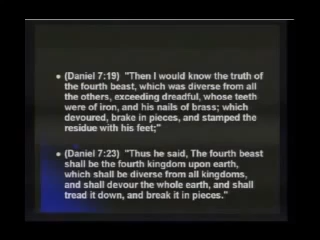 • (Daniel 7:19) "Then I would know the truth of
the fourth beast, which was diverse from all
the others, exceeding dreadful, whose teeth
were of iron, and his nails of brass; which
devoured, brake in pieces, and stamped the
residue with his feet;"
• (Daniel 7:23) "Thus he said, The fourth beast
shall be the fourth kingdom upon earth,
which shall be diverse from all kingdoms,
and shall devour the whole earth, and shall
tread it down, and break it in pieces."